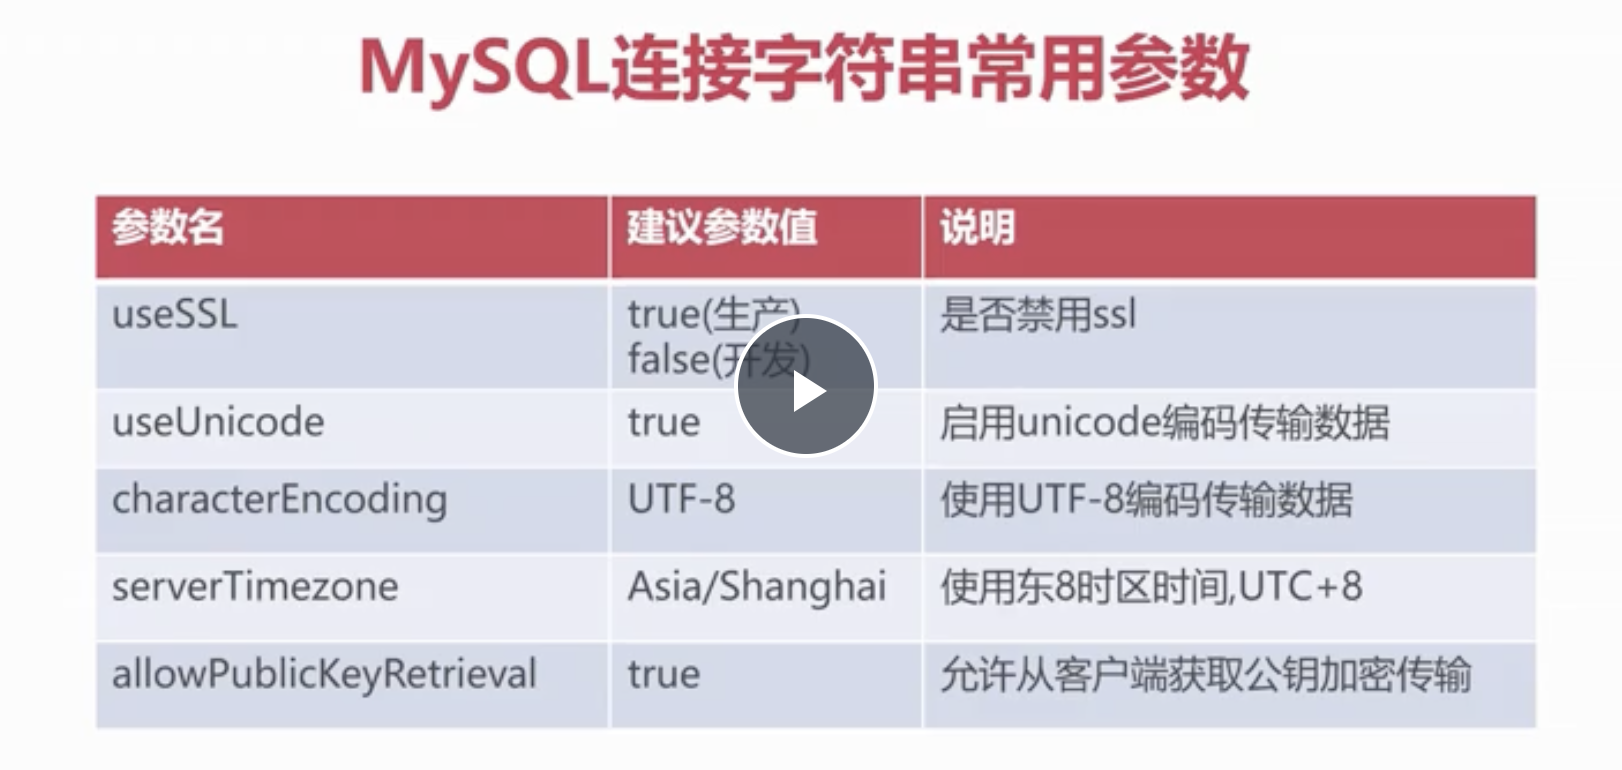 MySQL连接字符串常用参数
参数名 建议参数值 说明
useSSL true(生产) 是否禁用ssl
false(开发)
useUnicode true 启用unicode编码传输数据
characterEncoding UTF-8 使用UTF-8编码传输数据
serverTimezone Asia/Shanghai 使用东8时区时间,UTC+8
allowPublicKeyRetrieval true 允许从客户端获取公钥加密传输